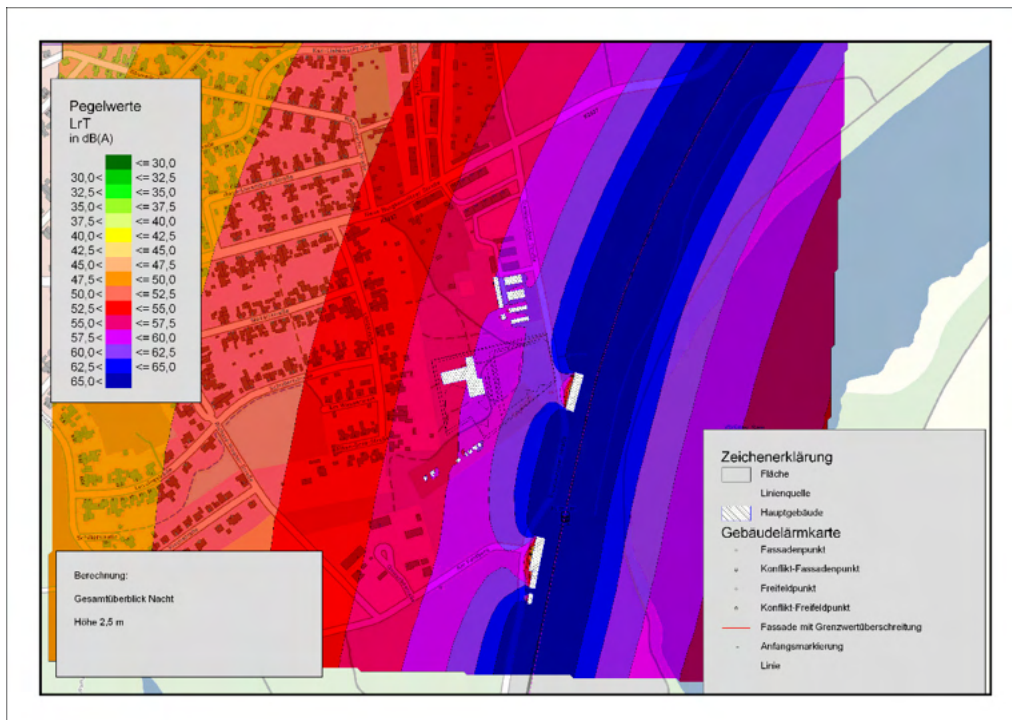 Pegelwerte
LrT
in dB(A)
<= 30,0
30,0< <= 32,5
32,5< <= 35,0
35,0< <= 37,5
37,5< <= 40,0
40,0< <= 42,5
42,5< <= 45,0
45,0< <= 47,5
47,5< <= 50,0
50,0< <= 52,5
52,5< <= 55,0
55,0< <= 57,5
57,5< <= 60,0
60,0< <= 62,5
62,5< <= 65,0
65,0<
Berechnung:
Gesamtüberblick Nacht
Höhe 2,5 m
Zeichenerklärung
Fläche
Linienquelle
Hauptgebäude
Gebäudelärmkarte
Fassadenpunkt
Konflikt-Fassadenpunkt
Freifeldpunkt
Konflikt-Freifeldpunkt
Fassade mit Grenzwertüberschreitung
Anfangsmarkierung
Linie